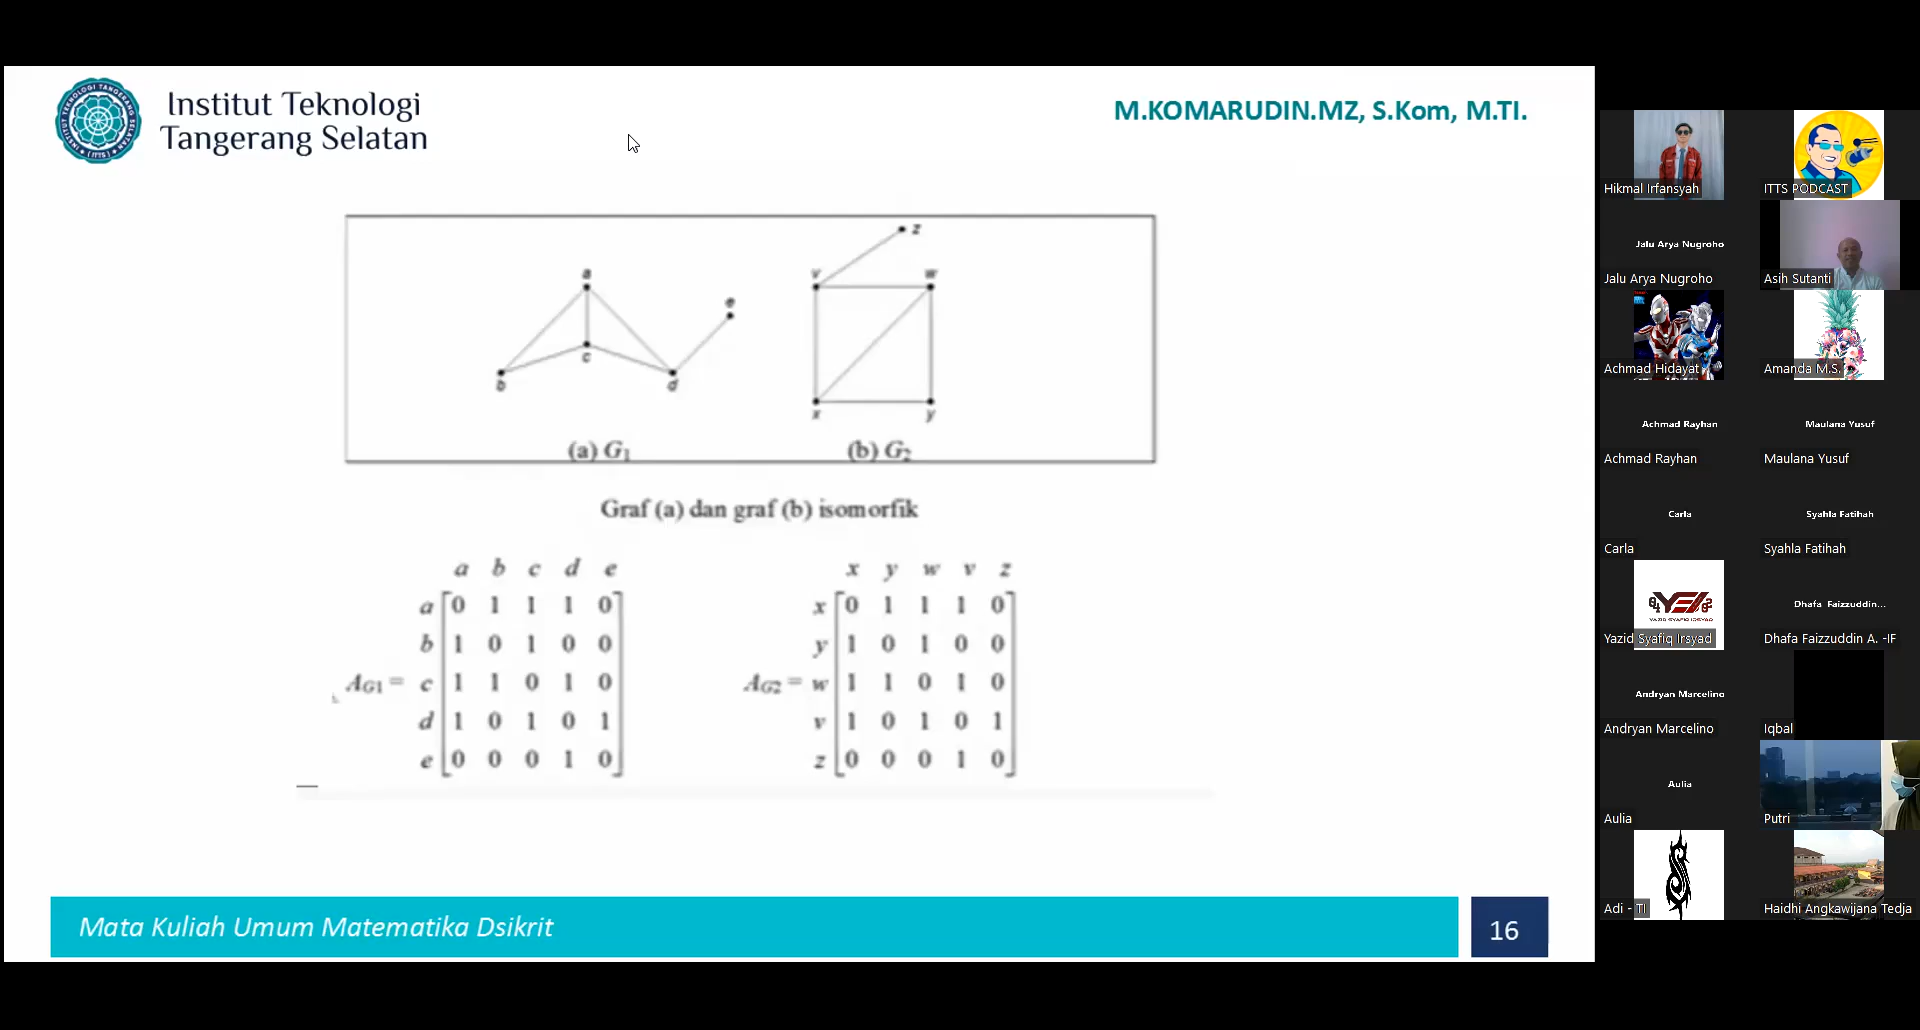 Institut Teknologi
Tangerang Selatan
M.KOMARUDIN.MZ, S.Kom, M.TI.
z
v w
a
e
c
b d
x y
(a) G1
(b) G2
Graf (a) dan graf (b) isomorfik
a b c d e
a 0 1 1 1 0
b 1 0 1 0 0
AG1 = c 1 1 0 1 0
d 1 0 1 0 1
e 0 0 0 1 0
x y w v z
x 0 1 1 1 0
y 1 0 1 0 0
AG2 = w 1 1 0 1 0
v 1 0 1 0 1
z 0 0 0 1 0
Mata Kuliah Umum Matematika Dsikrit
16
Hikmal Irfansyah
ITTS PODCAST
Jalu Arya Nugroho
Jalu Arya Nugroho
Asih Sutanti
Achmad Hidayat
Amanda M.S.
Achmad Rayhan
Achmad Rayhan
Maulana Yusuf
Maulana Yusuf
Carla
Carla
Syahla Fatihah
Syahla Fatihah
Yazid Syafiq Irsyad
Dhafa Faizzuddin...
Dhafa Faizzuddin A. -IF
Andryan Marcelino
Andryan Marcelino
Iqbal
Aulia
Aulia
Putri
Adi - TI
Haidhi Angkawijana Tedja